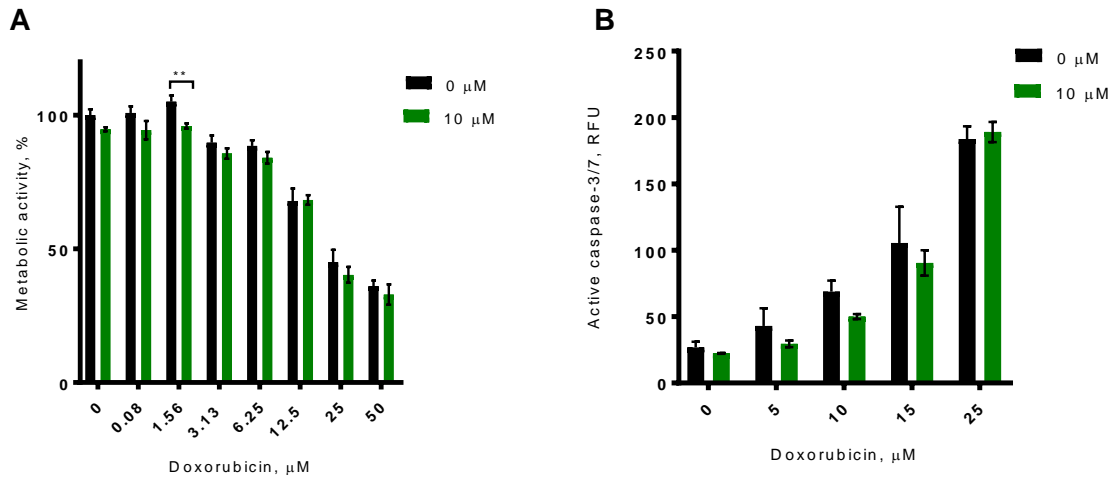 A
Metabolic activity, %
100
50
0
**
0 μM
10 μM
0
0.08
1.56
3.13
6.25
12.5
25
50
Doxorubicin, μM
B
Active caspase-3/7, RFU
250
200
150
100
50
0
0 μM
10 μM
0
5
10
15
25
Doxorubicin, μM